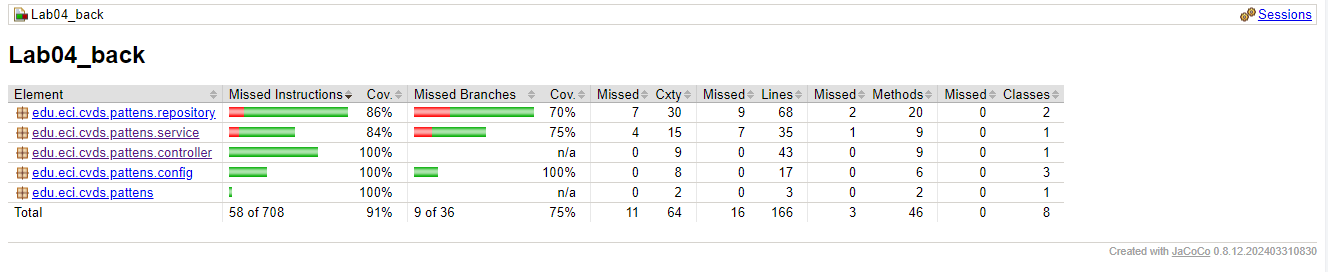 Lab04_back Sessions
Lab04_back
Element Missed Instructions Cov. Missed Branches Cov. Missed Cxty Missed Lines Missed Methods Missed Classes
edu.eci.cvds.pattens.repository 86% 70% 7 30 9 68 2 20 0 2
edu.eci.cvds.pattens.service 84% 75% 4 15 7 35 1 9 0 1
edu.eci.cvds.pattens.controller 100% n/a 0 9 0 43 0 9 0 1
edu.eci.cvds.pattens.config 100% 100% 0 8 0 17 0 6 0 3
edu.eci.cvds.pattens 100% n/a 0 2 0 3 0 2 0 1
Total 58 of 708 91% 9 of 36 75% 11 64 16 166 3 46 0 8
Created with JaCoCo 0.8.12.202403310830